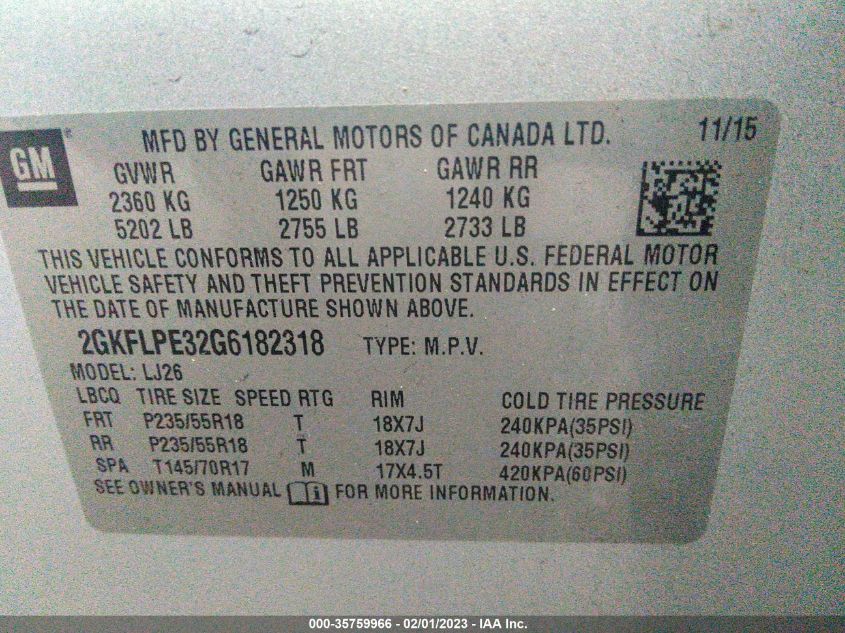 GM® MFD BY GENERAL MOTORS OF CANADA LTD. 11/15
GVWR GAWR FRT GAWR RR
2360 KG 1250 KG 1240 KG
5202 LB 2755 LB 2733 LB
THIS VEHICLE CONFORMS TO ALL APPLICABLE U.S. FEDERAL MOTOR
VEHICLE SAFETY AND THEFT PREVENTION STANDARDS IN EFFECT ON
THE DATE OF MANUFACTURE SHOWN ABOVE.
2GKFLPE32G6182318 TYPE: M.P.V.
MODEL: LJ26
LBCQ TIRE SIZE SPEED RTG RIM COLD TIRE PRESSURE
FRT P235/55R18 T 18X7J 240KPA(35PSI)
RR P235/55R18 T 18X7J 240KPA(35PSI)
SPA T145/70R17 M 17X4.5T 420KPA(60PSI)
SEE OWNER'S MANUAL FOR MORE INFORMATION.
000-35759966 - 02/01/2023 - IAA Inc.